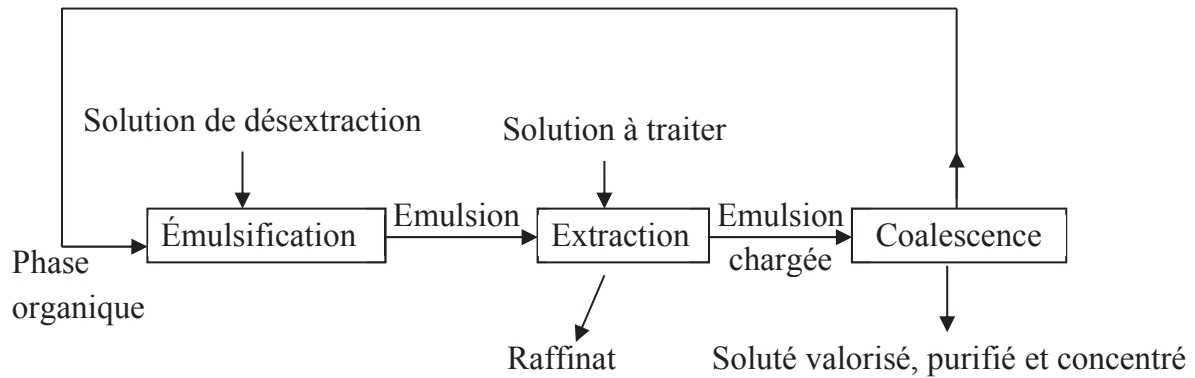 Solution de désextraction
Solution à traiter
Émulsification
Emulsion
Extraction
Emulsion
chargée
Coalescence
Phase
organique
Raffinat
Soluté valorisé, purifié et concentré